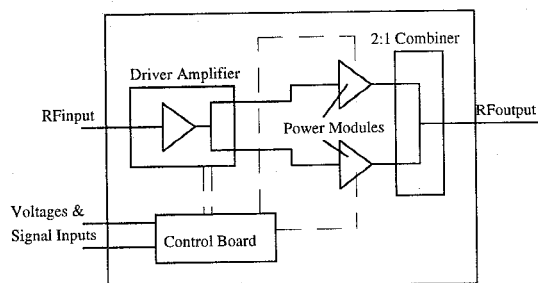 2:1 Combiner
Driver Amplifier
RFinput
RFoutput
Power Modules
Voltages &
Signal Inputs
Control Board